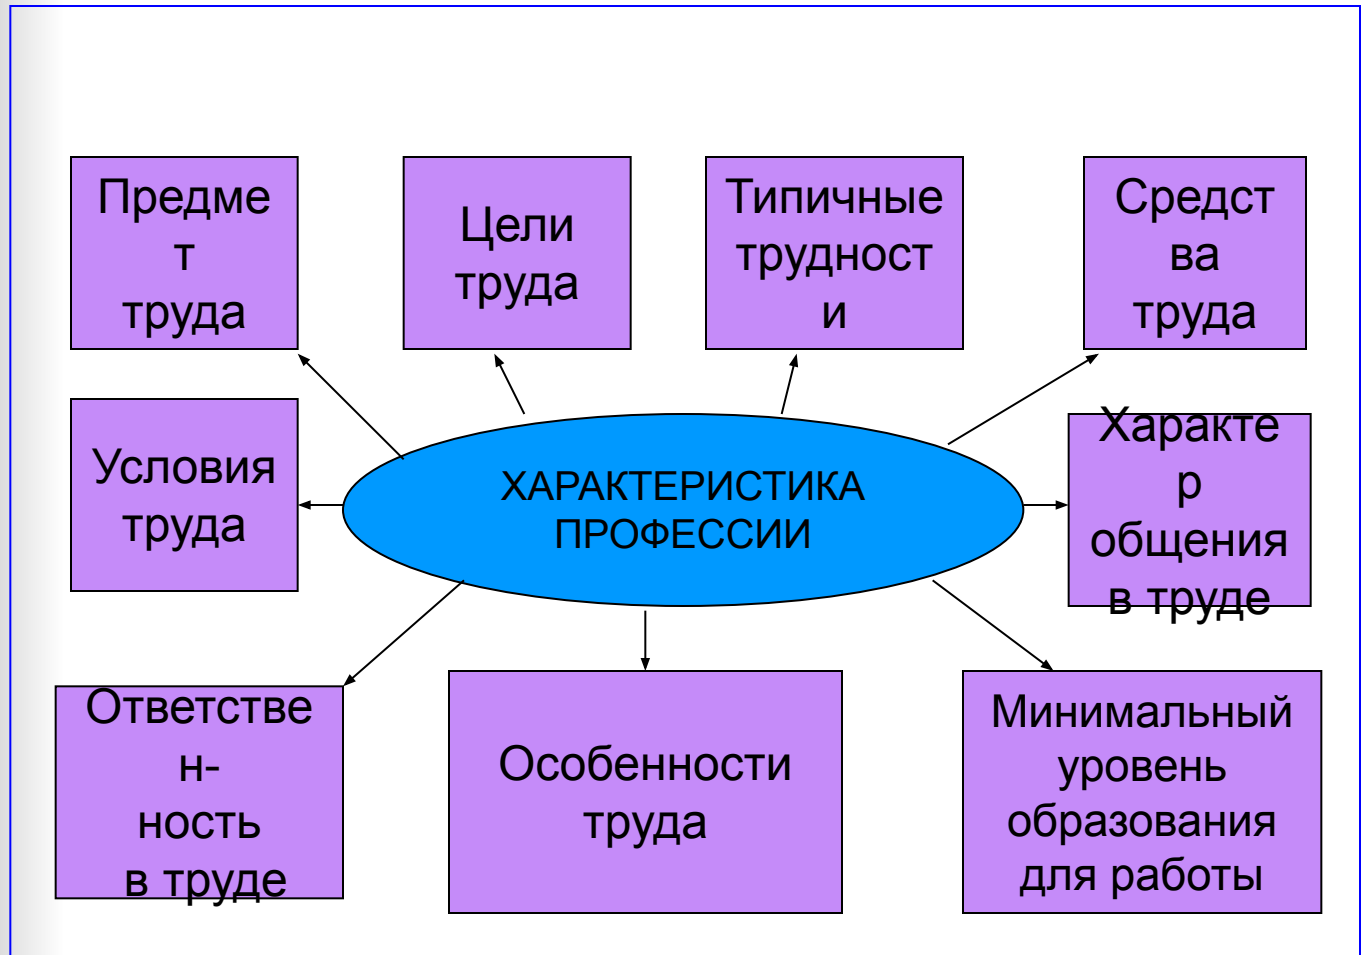 Предме
т
труда
Цели
труда
Типичные
трудност
и
Средст
ва
труда
Условия
труда
ХАРАКТЕРИСТИКА
ПРОФЕССИИ
Характе
р
общения
в труде
Ответстве
н-
ность
в труде
Особенности
труда
Минимальный
уровень
образования
для работы